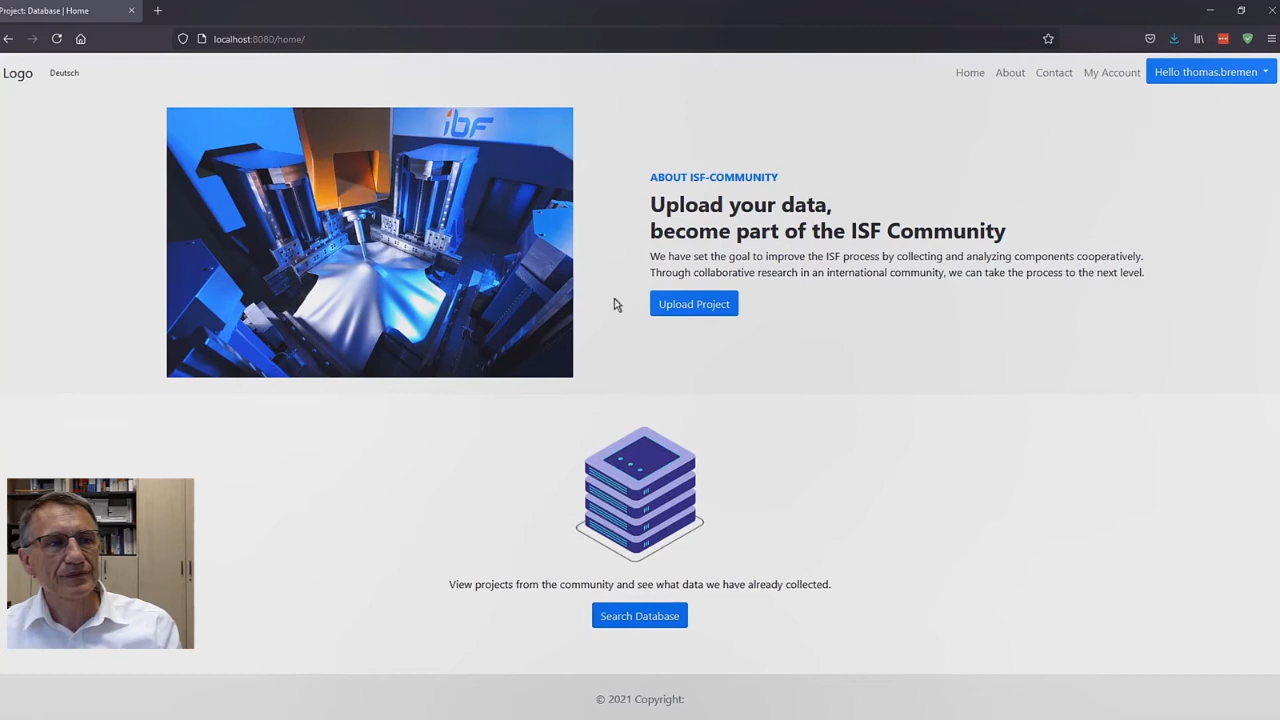 Project: Database | Home
localhost:8080/home/
Logo
Deutsch
Home
About
Contact
My Account
Hello thomas.bremen
ibf
ABOUT ISF-COMMUNITY
Upload your data,
become part of the ISF Community
We have set the goal to improve the ISF process by collecting and analyzing components cooperatively.
Through collaborative research in an international community, we can take the process to the next level.
Upload Project
View projects from the community and see what data we have already collected.
Search Database
© 2021 Copyright: